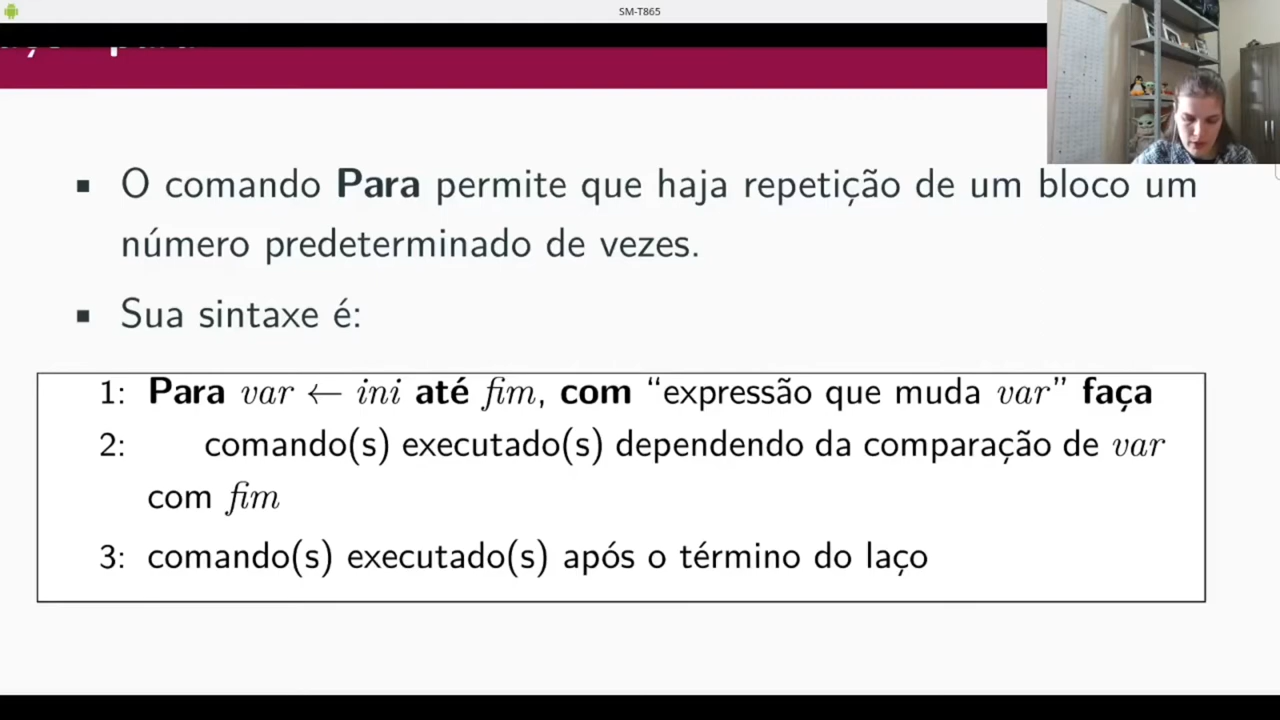 SM-T865
▪ O comando Para permite que haja repetição de um bloco um
número predeterminado de vezes.
▪ Sua sintaxe é:
1: Para var ← ini até fim, com “expressão que muda var” faça
2: comando(s) executado(s) dependendo da comparação de var
com fim
3: comando(s) executado(s) após o término do laço